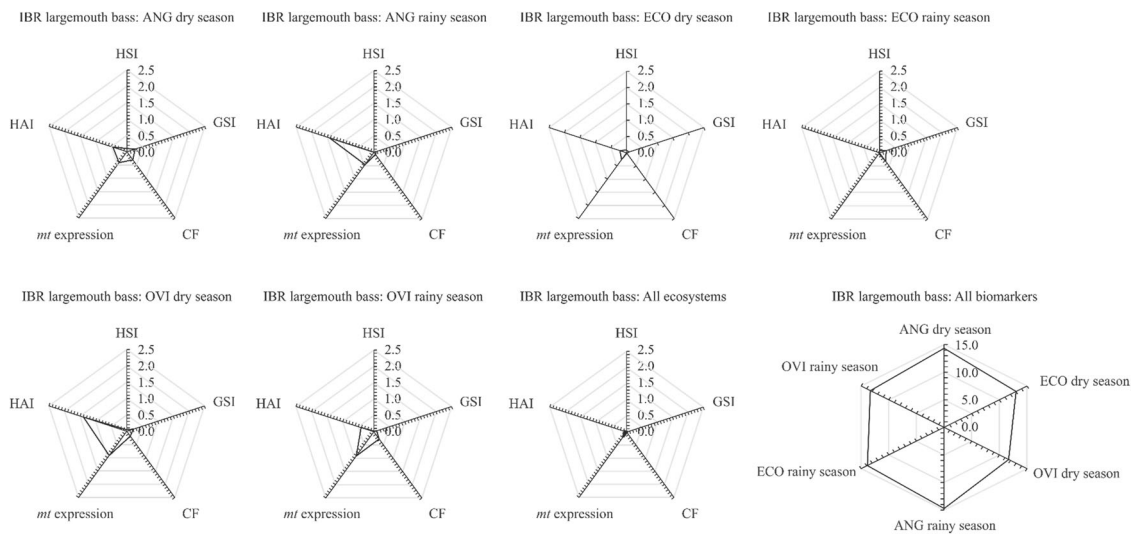 IBR largemouth bass: ANG dry season
HSI
2.5
2.0
1.5
1.0
0.5
0.0
HAI
GSI
mt expression
CF
IBR largemouth bass: ANG rainy season
HSI
2.5
2.0
1.5
1.0
0.5
0.0
HAI
GSI
mt expression
CF
IBR largemouth bass: ECO dry season
HSI
2.5
2.0
1.5
1.0
0.5
0.0
HAI
GSI
mt expression
CF
IBR largemouth bass: ECO rainy season
HSI
2.5
2.0
1.5
1.0
0.5
0.0
HAI
GSI
mt expression
CF
IBR largemouth bass: OVI dry season
HSI
2.5
2.0
1.5
1.0
0.5
0.0
HAI
GSI
mt expression
CF
IBR largemouth bass: OVI rainy season
HSI
2.5
2.0
1.5
1.0
0.5
0.0
HAI
GSI
mt expression
CF
IBR largemouth bass: All ecosystems
HSI
2.5
2.0
1.5
1.0
0.5
0.0
HAI
GSI
mt expression
CF
IBR largemouth bass: All biomarkers
ANG dry season
15.0
10.0
5.0
0.0
OVI rainy season
ECO dry season
ECO rainy season
OVI dry season
ANG rainy season